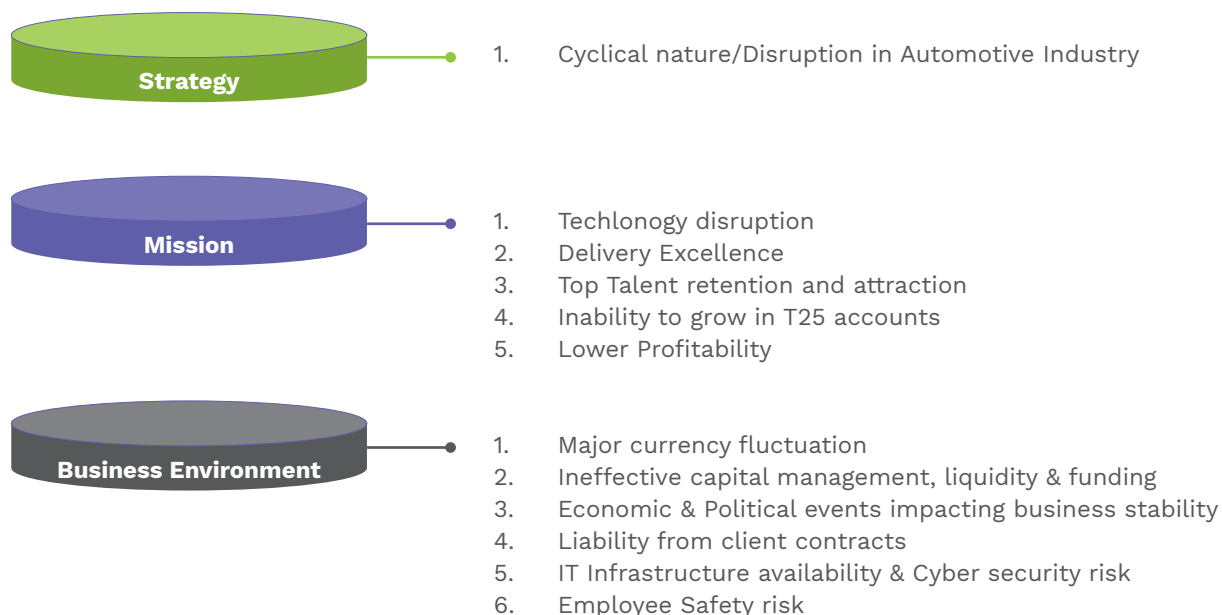 Strategy
1. Cyclical nature/Disruption in Automotive Industry
Mission
1. Techlonogy disruption
2. Delivery Excellence
3. Top Talent retention and attraction
4. Inability to grow in T25 accounts
5. Lower Profitability
Business Environment
1. Major currency fluctuation
2. Ineffective capital management, liquidity & funding
3. Economic & Political events impacting business stability
4. Liability from client contracts
5. IT Infrastructure availability & Cyber security risk
6. Employee Safety risk